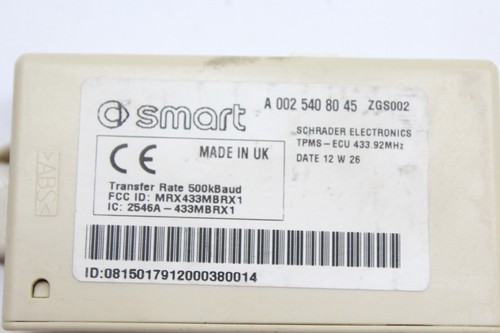 smart
A 002 540 80 45 ZGS002
SCHRADER ELECTRONICS
TPMS-ECU 433.92MHz
DATE 12 W 26
CE
MADE IN UK
Transfer Rate 500kBaud
FCC ID: MRX433MBRX1
IC: 2546A-433MBRX1
ID:0815017912000380014
>ABS<